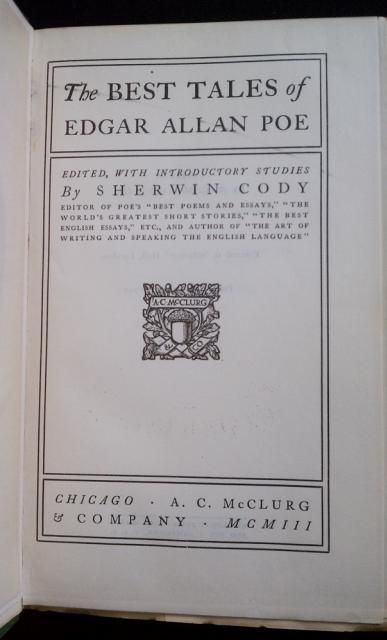 The BEST TALES of
EDGAR ALLAN POE
EDITED, WITH INTRODUCTORY STUDIES
By SHERWIN CODY
EDITOR OF POE'S "BEST POEMS AND ESSAYS," "THE
WORLD'S GREATEST SHORT STORIES," "THE BEST
ENGLISH ESSAYS," ETC., AND AUTHOR OF "THE ART OF
WRITING AND SPEAKING THE ENGLISH LANGUAGE"
A·C·McCLURG
& CO
CHICAGO · A. C. McCLURG
& COMPANY · MCMIII